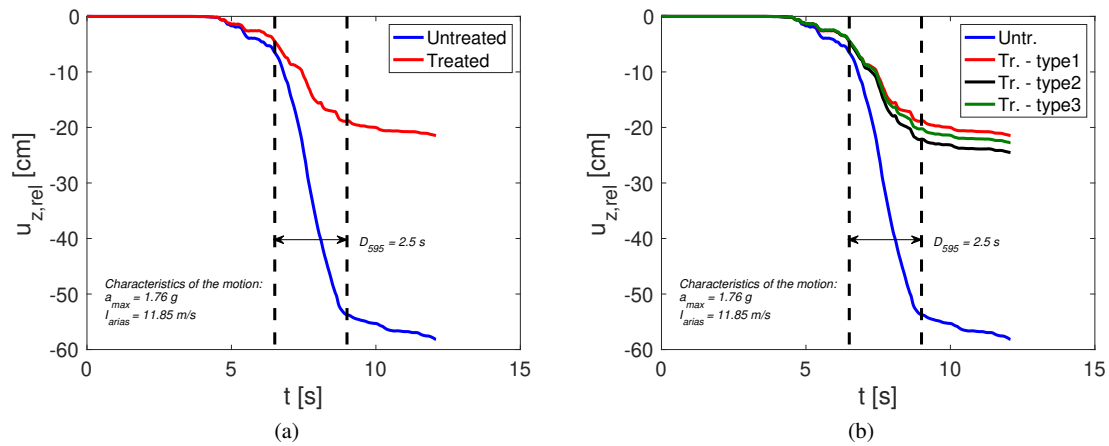 0
-10
-20
-30
-40
-50
-60
u_z,rel [cm]
Untreated
Treated
D_595 = 2.5 s
Characteristics of the motion:
a_max = 1.76 g
I_arias = 11.85 m/s
0 5 10 15
t [s]
(a)
0
-10
-20
-30
-40
-50
-60
u_z,rel [cm]
Untr.
Tr. - type1
Tr. - type2
Tr. - type3
D_595 = 2.5 s
Characteristics of the motion:
a_max = 1.76 g
I_arias = 11.85 m/s
0 5 10 15
t [s]
(b)